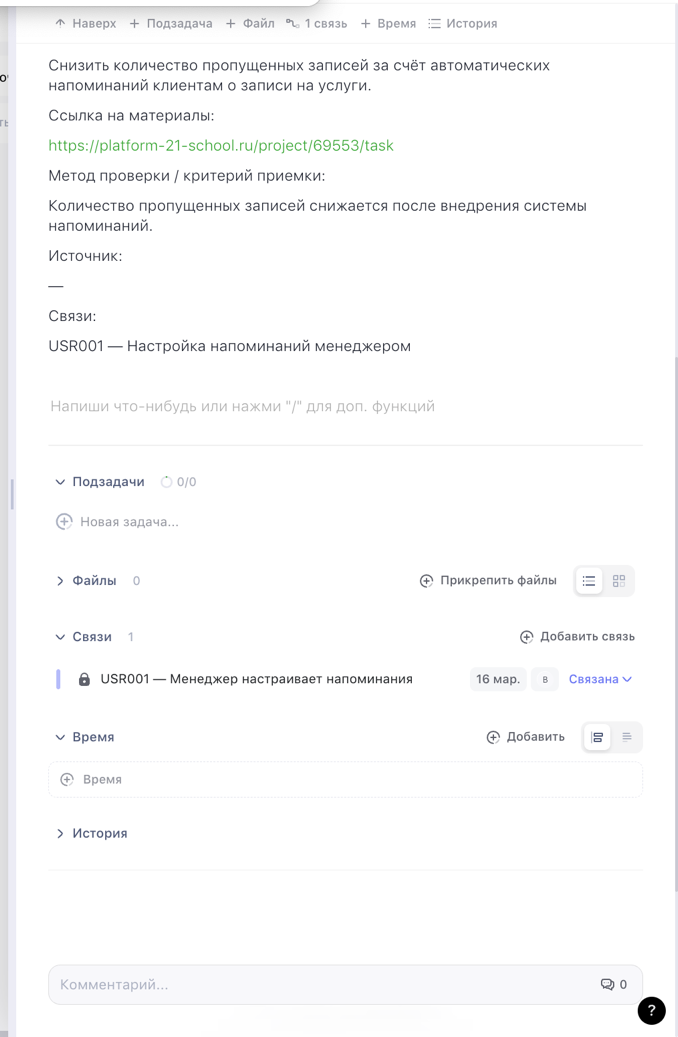 Наверх + Подзадача + Файл 1 связь + Время История
Снизить количество пропущенных записей за счёт автоматических
напоминаний клиентам о записи на услуги.
Ссылка на материалы:
https://platform-21-school.ru/project/69553/task
Метод проверки / критерий приемки:
Количество пропущенных записей снижается после внедрения системы
напоминаний.
Источник:
—
Связи:
USR001 — Настройка напоминаний менеджером
Напиши что-нибудь или нажми "/" для доп. функций
Подзадачи 0/0
Новая задача...
Файлы 0 Прикрепить файлы
Связи 1 Добавить связь
USR001 — Менеджер настраивает напоминания 16 мар. В Связана
Время Добавить
Время
История
Комментарий... 0
?